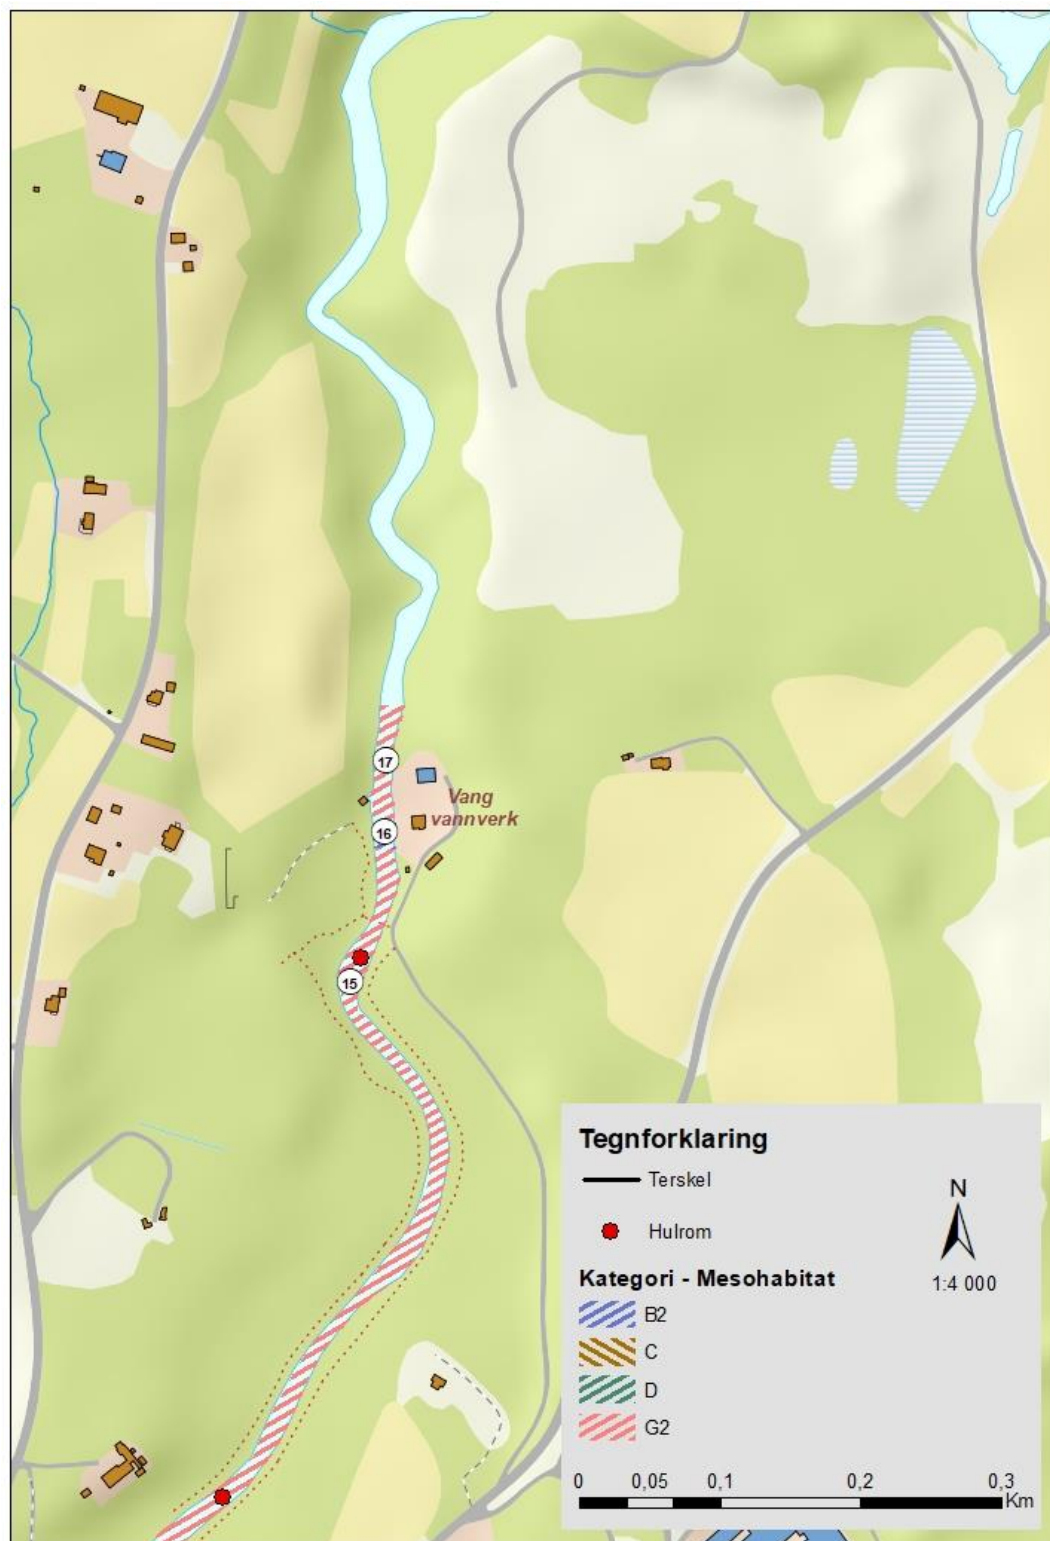 17
Vang
vannverk
16
15
Tegnforklaring
Terskel
Hulrom
N
1:4 000
Kategori - Mesohabitat
B2
C
D
G2
0 0,05 0,1 0,2 0,3
Km